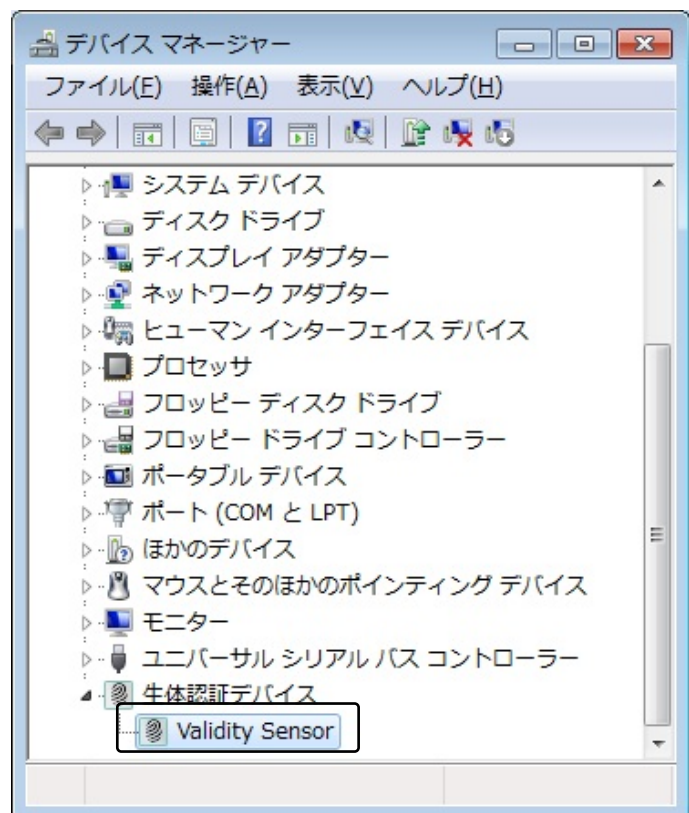 デバイス マネージャー
ファイル(F) 操作(A) 表示(V) ヘルプ(H)
システム デバイス
ディスク ドライブ
ディスプレイ アダプター
ネットワーク アダプター
ヒューマン インターフェイス デバイス
プロセッサ
フロッピー ディスク ドライブ
フロッピー ドライブ コントローラー
ポータブル デバイス
ポート (COM と LPT)
ほかのデバイス
マウスとそのほかのポインティング デバイス
モニター
ユニバーサル シリアル バス コントローラー
生体認証デバイス
Validity Sensor